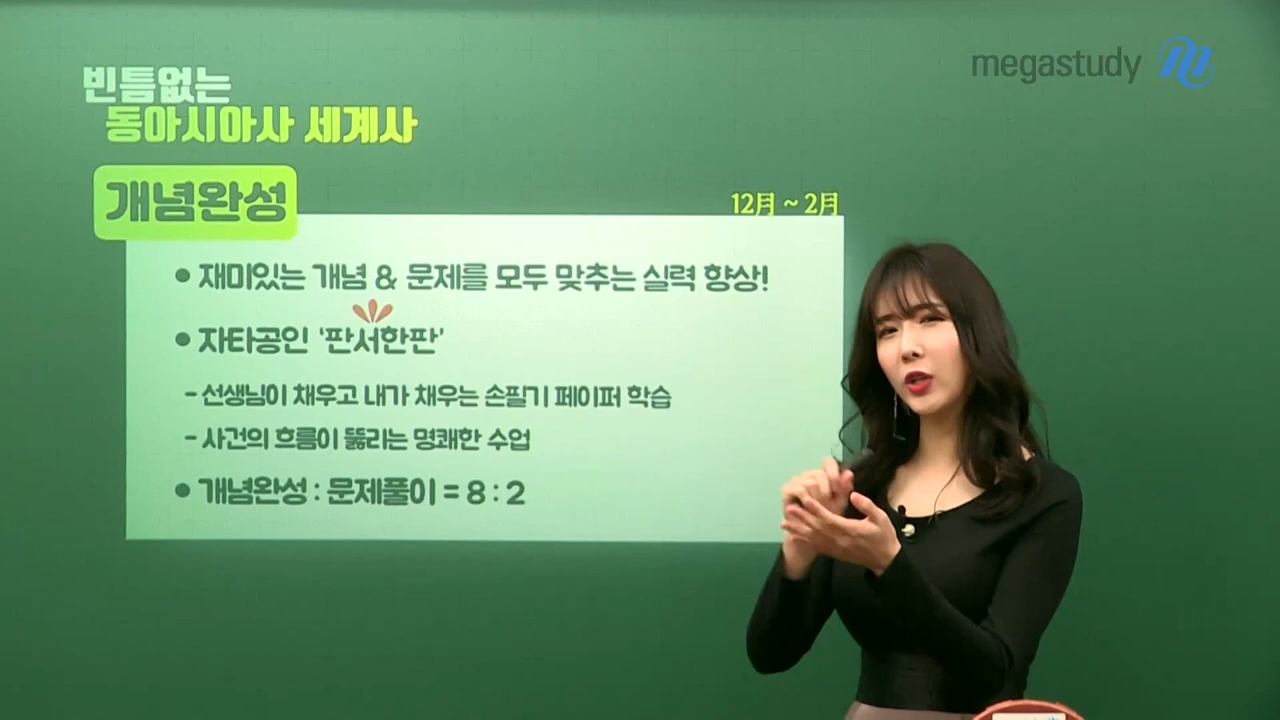 megastudy
빈틈없는
동아시아사 세계사
개념완성
12月 ~ 2月
● 재미있는 개념 & 문제를 모두 맞추는 실력 향상!
● 자타공인 '판서한판'
- 선생님이 채우고 내가 채우는 손필기 페이퍼 학습
- 사건의 흐름이 뚫리는 명쾌한 수업
● 개념완성 : 문제풀이 = 8 : 2